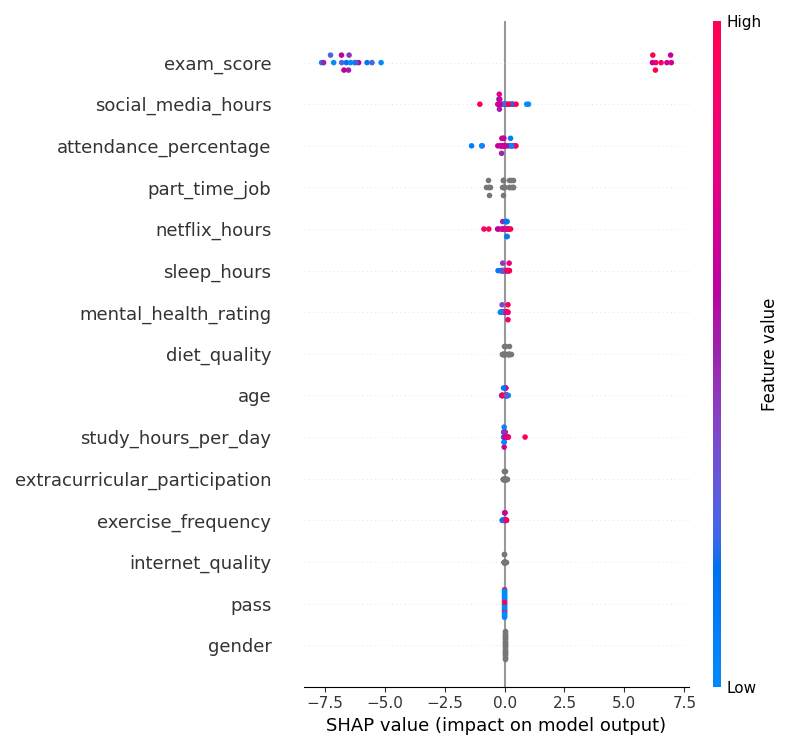 High
exam_score
social_media_hours
attendance_percentage
part_time_job
netflix_hours
sleep_hours
mental_health_rating
diet_quality
age
study_hours_per_day
extracurricular_participation
exercise_frequency
internet_quality
pass
gender
Feature value
Low
−7.5 −5.0 −2.5 0.0 2.5 5.0 7.5
SHAP value (impact on model output)